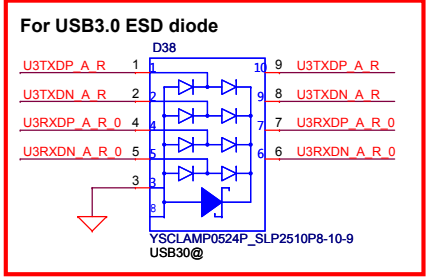 For USB3.0 ESD diode
D38
U3TXDP_A_R 1 1 10 9 U3TXDP_A_R
U3TXDN_A_R 2 2 9 8 U3TXDN_A_R
U3RXDP_A_R_0 4 4 7 7 U3RXDP_A_R_0
U3RXDN_A_R_0 5 5 6 6 U3RXDN_A_R_0
3 3
8
YSCLAMP0524P_SLP2510P8-10-9
USB30@